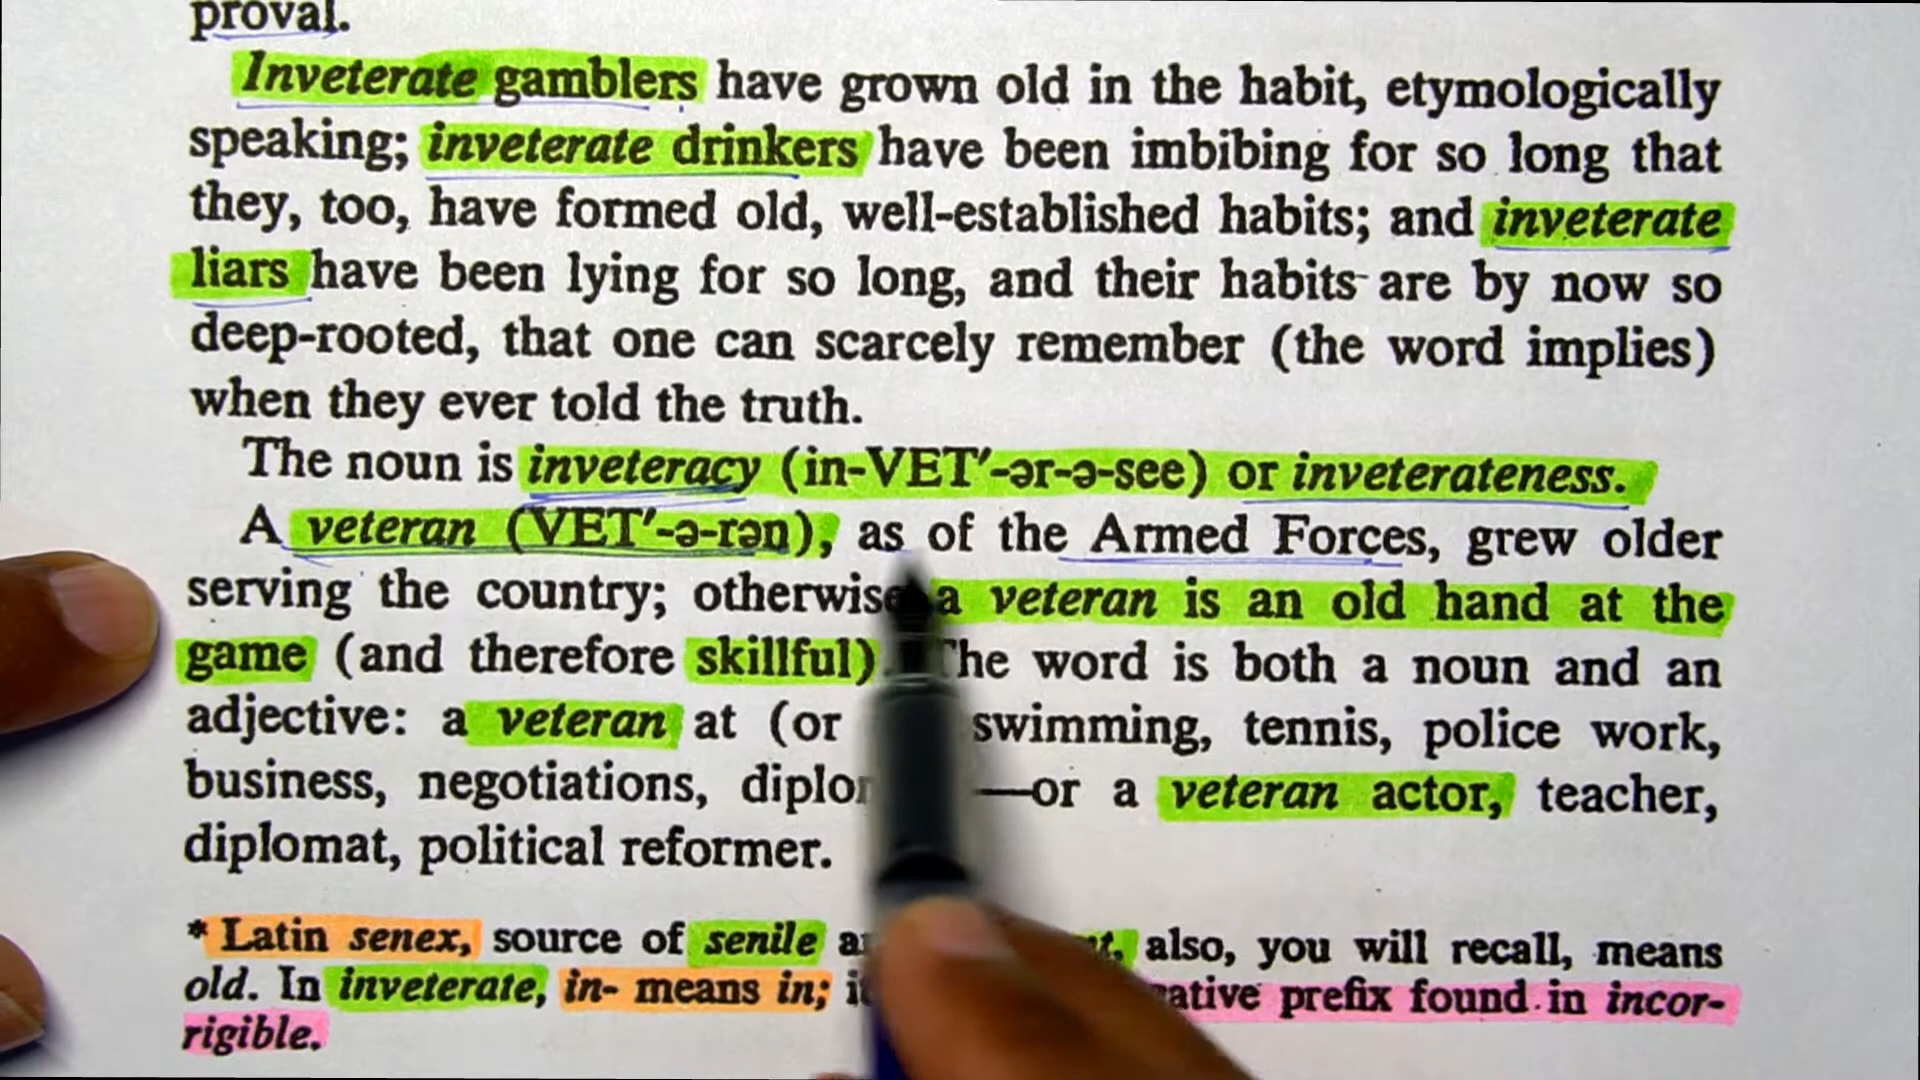 proval.
Inveterate gamblers have grown old in the habit, etymologically
speaking; inveterate drinkers have been imbibing for so long that
they, too, have formed old, well-established habits; and inveterate
liars have been lying for so long, and their habits are by now so
deep-rooted, that one can scarcely remember (the word implies)
when they ever told the truth.
The noun is inveteracy (in-VET′-ər-ə-see) or inveterateness.
A veteran (VET′-ə-rən), as of the Armed Forces, grew older
serving the country; otherwise a veteran is an old hand at the
game (and therefore skillful). The word is both a noun and an
adjective: a veteran at (or swimming, tennis, police work,
business, negotiations, —or a veteran actor, teacher,
diplomat, political reformer.
* Latin senex, source of senile also, you will recall, means
old. In inveterate, in- means in; prefix found in incor-
rigible.